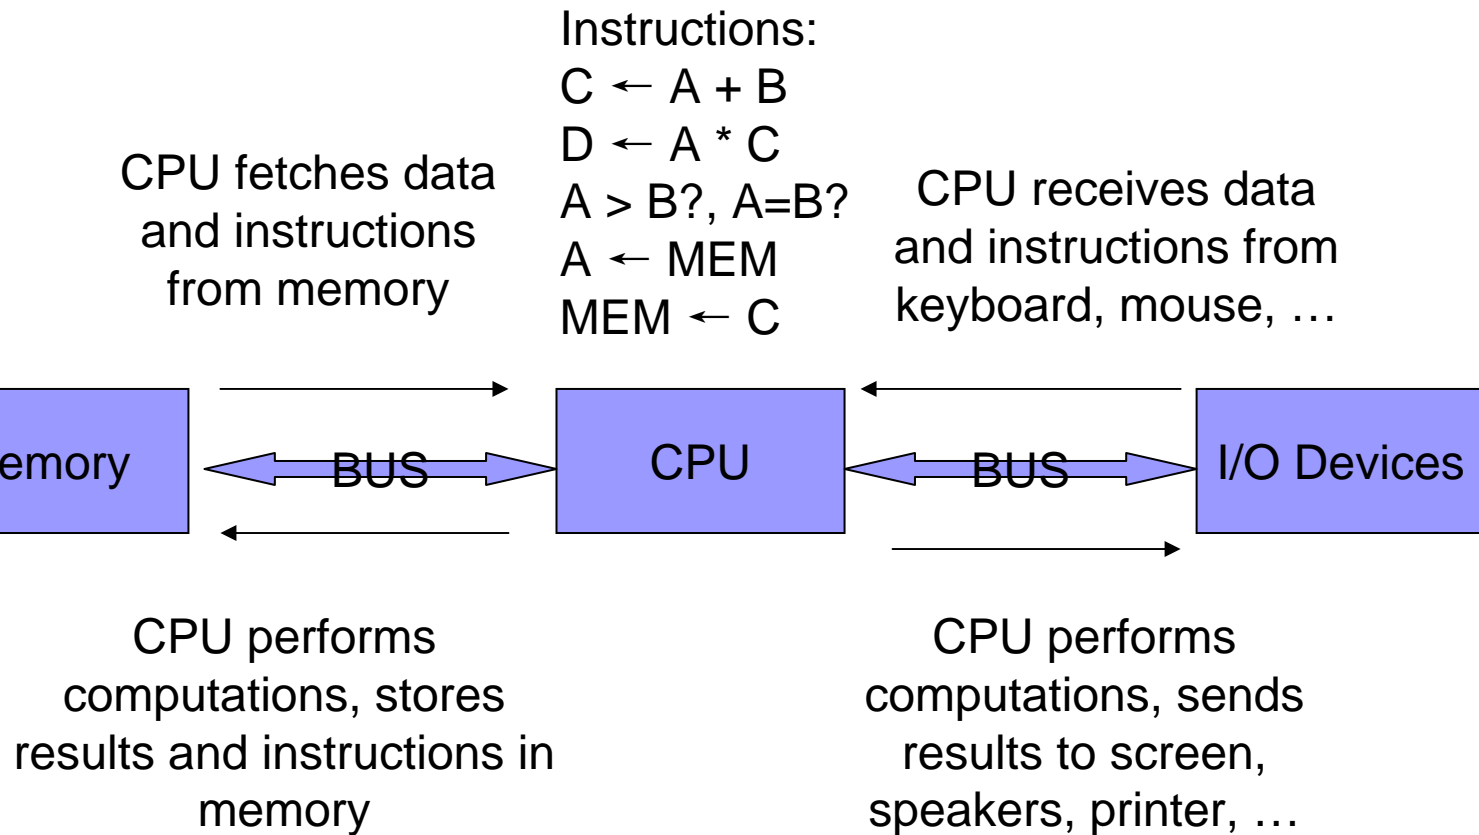 Instructions:
C ← A + B
D ← A * C
A > B?, A=B?
A ← MEM
MEM ← C
CPU fetches data
and instructions
from memory
CPU receives data
and instructions from
keyboard, mouse, …
emory
BUS
CPU
BUS
I/O Devices
CPU performs
computations, stores
results and instructions in
memory
CPU performs
computations, sends
results to screen,
speakers, printer, …